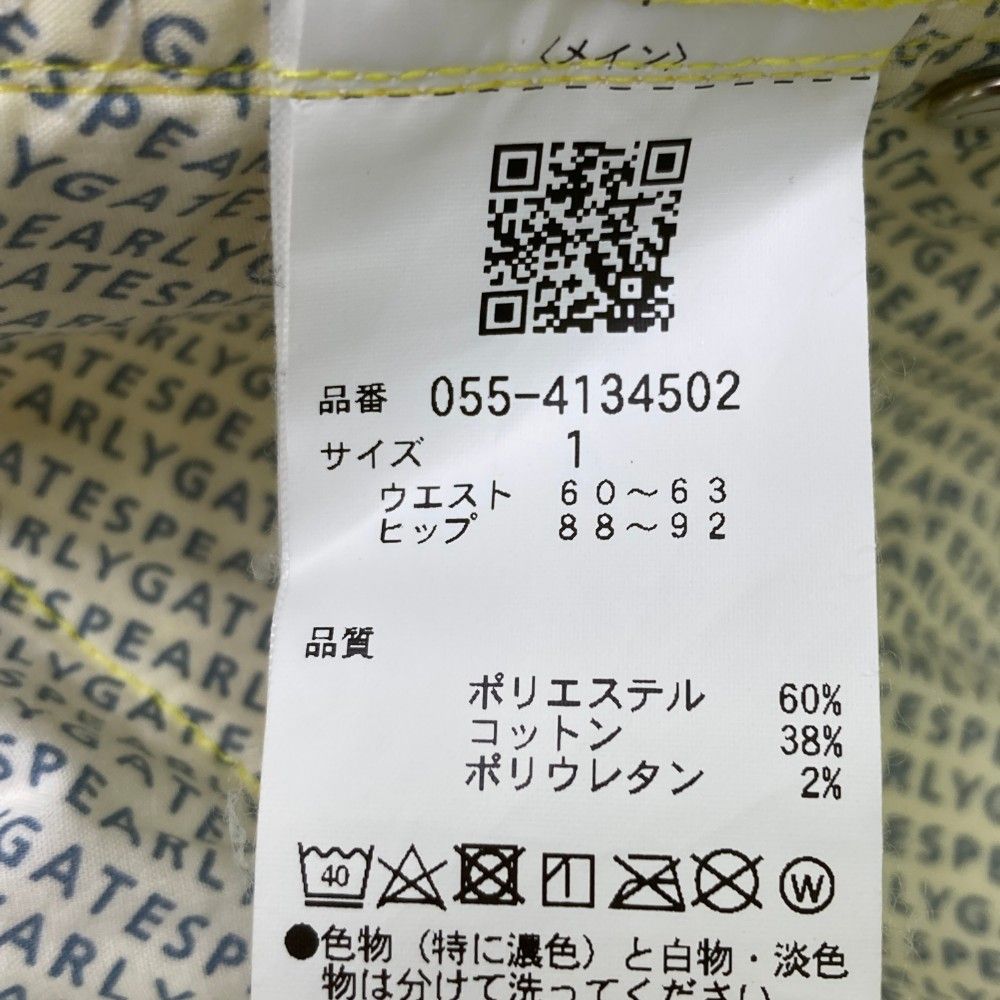 〈メイン〉
品番 055-4134502
サイズ 1
ウエスト 60～63
ヒップ 88～92
品質
ポリエステル 60%
コットン 38%
ポリウレタン 2%
40
W
●色物（特に濃色）と白物・淡色
物は分けて洗ってください
PEARLYGATES